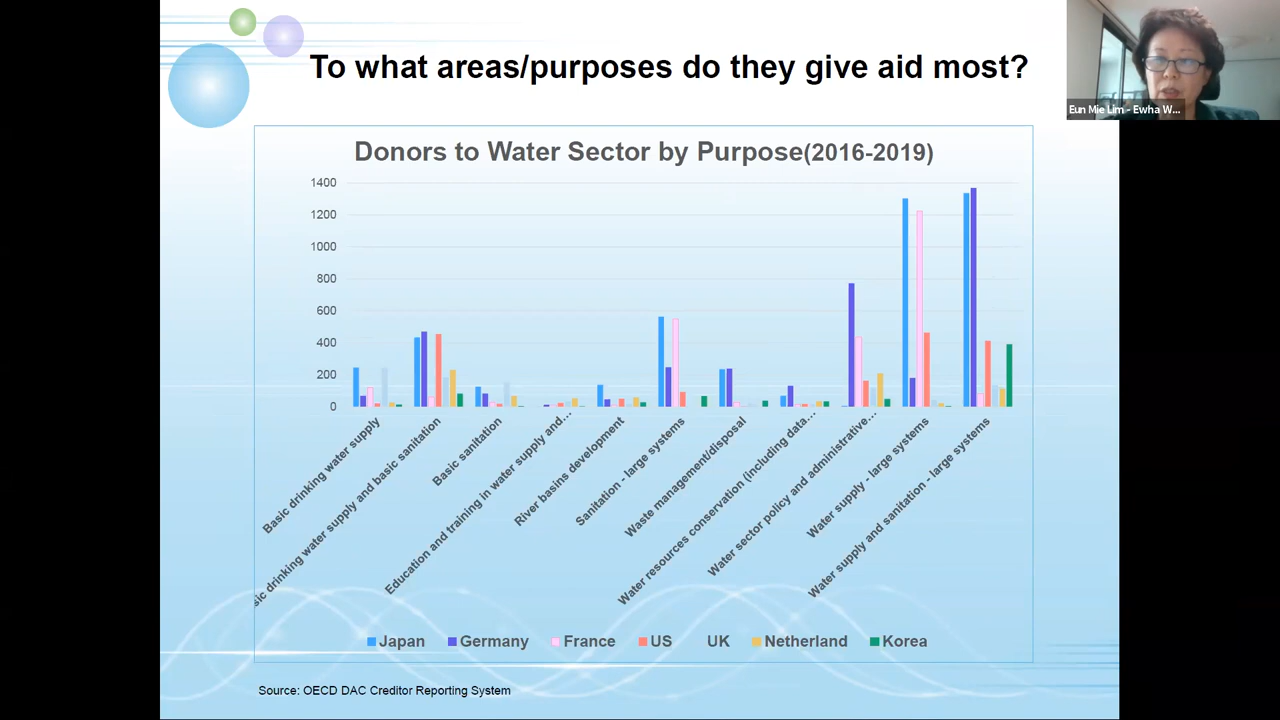 To what areas/purposes do they give aid most?
Eun Mie Lim - Ewha W...
Donors to Water Sector by Purpose(2016-2019)
1400
1200
1000
800
600
400
200
0
Basic drinking water supply
sic drinking water supply and basic sanitation
Basic sanitation
Education and training in water supply and...
River basins development
Sanitation - large systems
Waste management/disposal
Water resources conservation (including data...
Water sector policy and administrative...
Water supply - large systems
Water supply and sanitation - large systems
Japan Germany France US UK Netherland Korea
Source: OECD DAC Creditor Reporting System